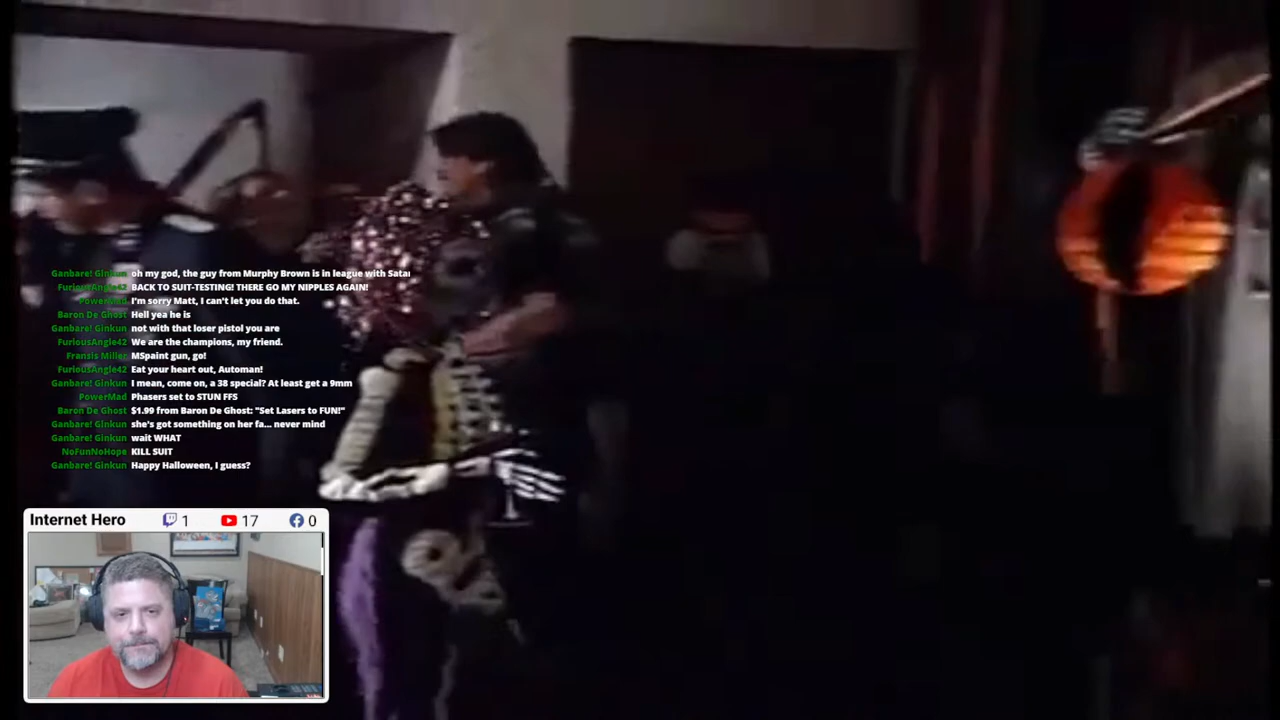 Ganbare! Ginkun oh my god, the guy from Murphy Brown is in league with Satan
FuriousAngle42 BACK TO SUIT-TESTING! THERE GO MY NIPPLES AGAIN!
PowerMad I'm sorry Matt, I can't let you do that.
Baron De Ghost Hell yea he is
Ganbare! Ginkun not with that loser pistol you are
FuriousAngle42 We are the champions, my friend.
Fransis Miller MSpaint gun, go!
FuriousAngle42 Eat your heart out, Automan!
Ganbare! Ginkun I mean, come on, a 38 special? At least get a 9mm
PowerMad Phasers set to STUN FFS
Baron De Ghost $1.99 from Baron De Ghost: "Set Lasers to FUN!"
Ganbare! Ginkun she's got something on her fa... never mind
Ganbare! Ginkun wait WHAT
NoFunNoHope KILL SUIT
Ganbare! Ginkun Happy Halloween, I guess?
Internet Hero 1 17 0